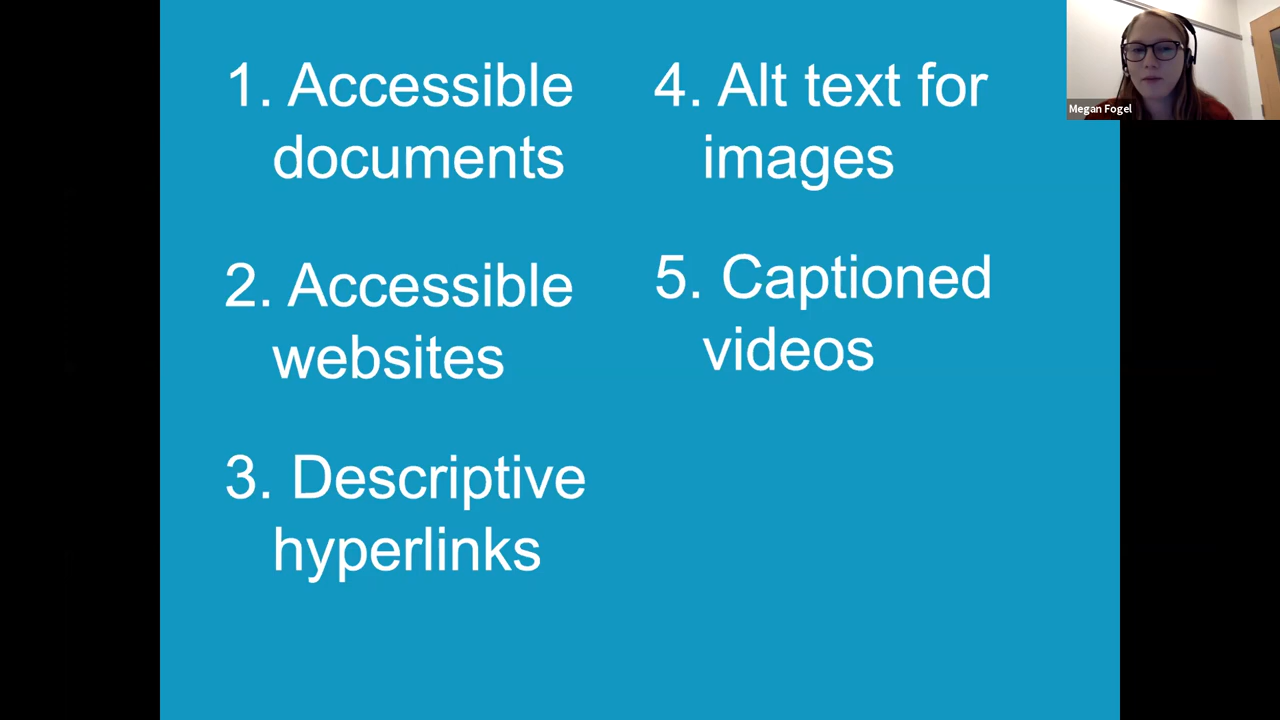 1. Accessible
documents
2. Accessible
websites
3. Descriptive
hyperlinks
4. Alt text for
images
5. Captioned
videos
Megan Fogel